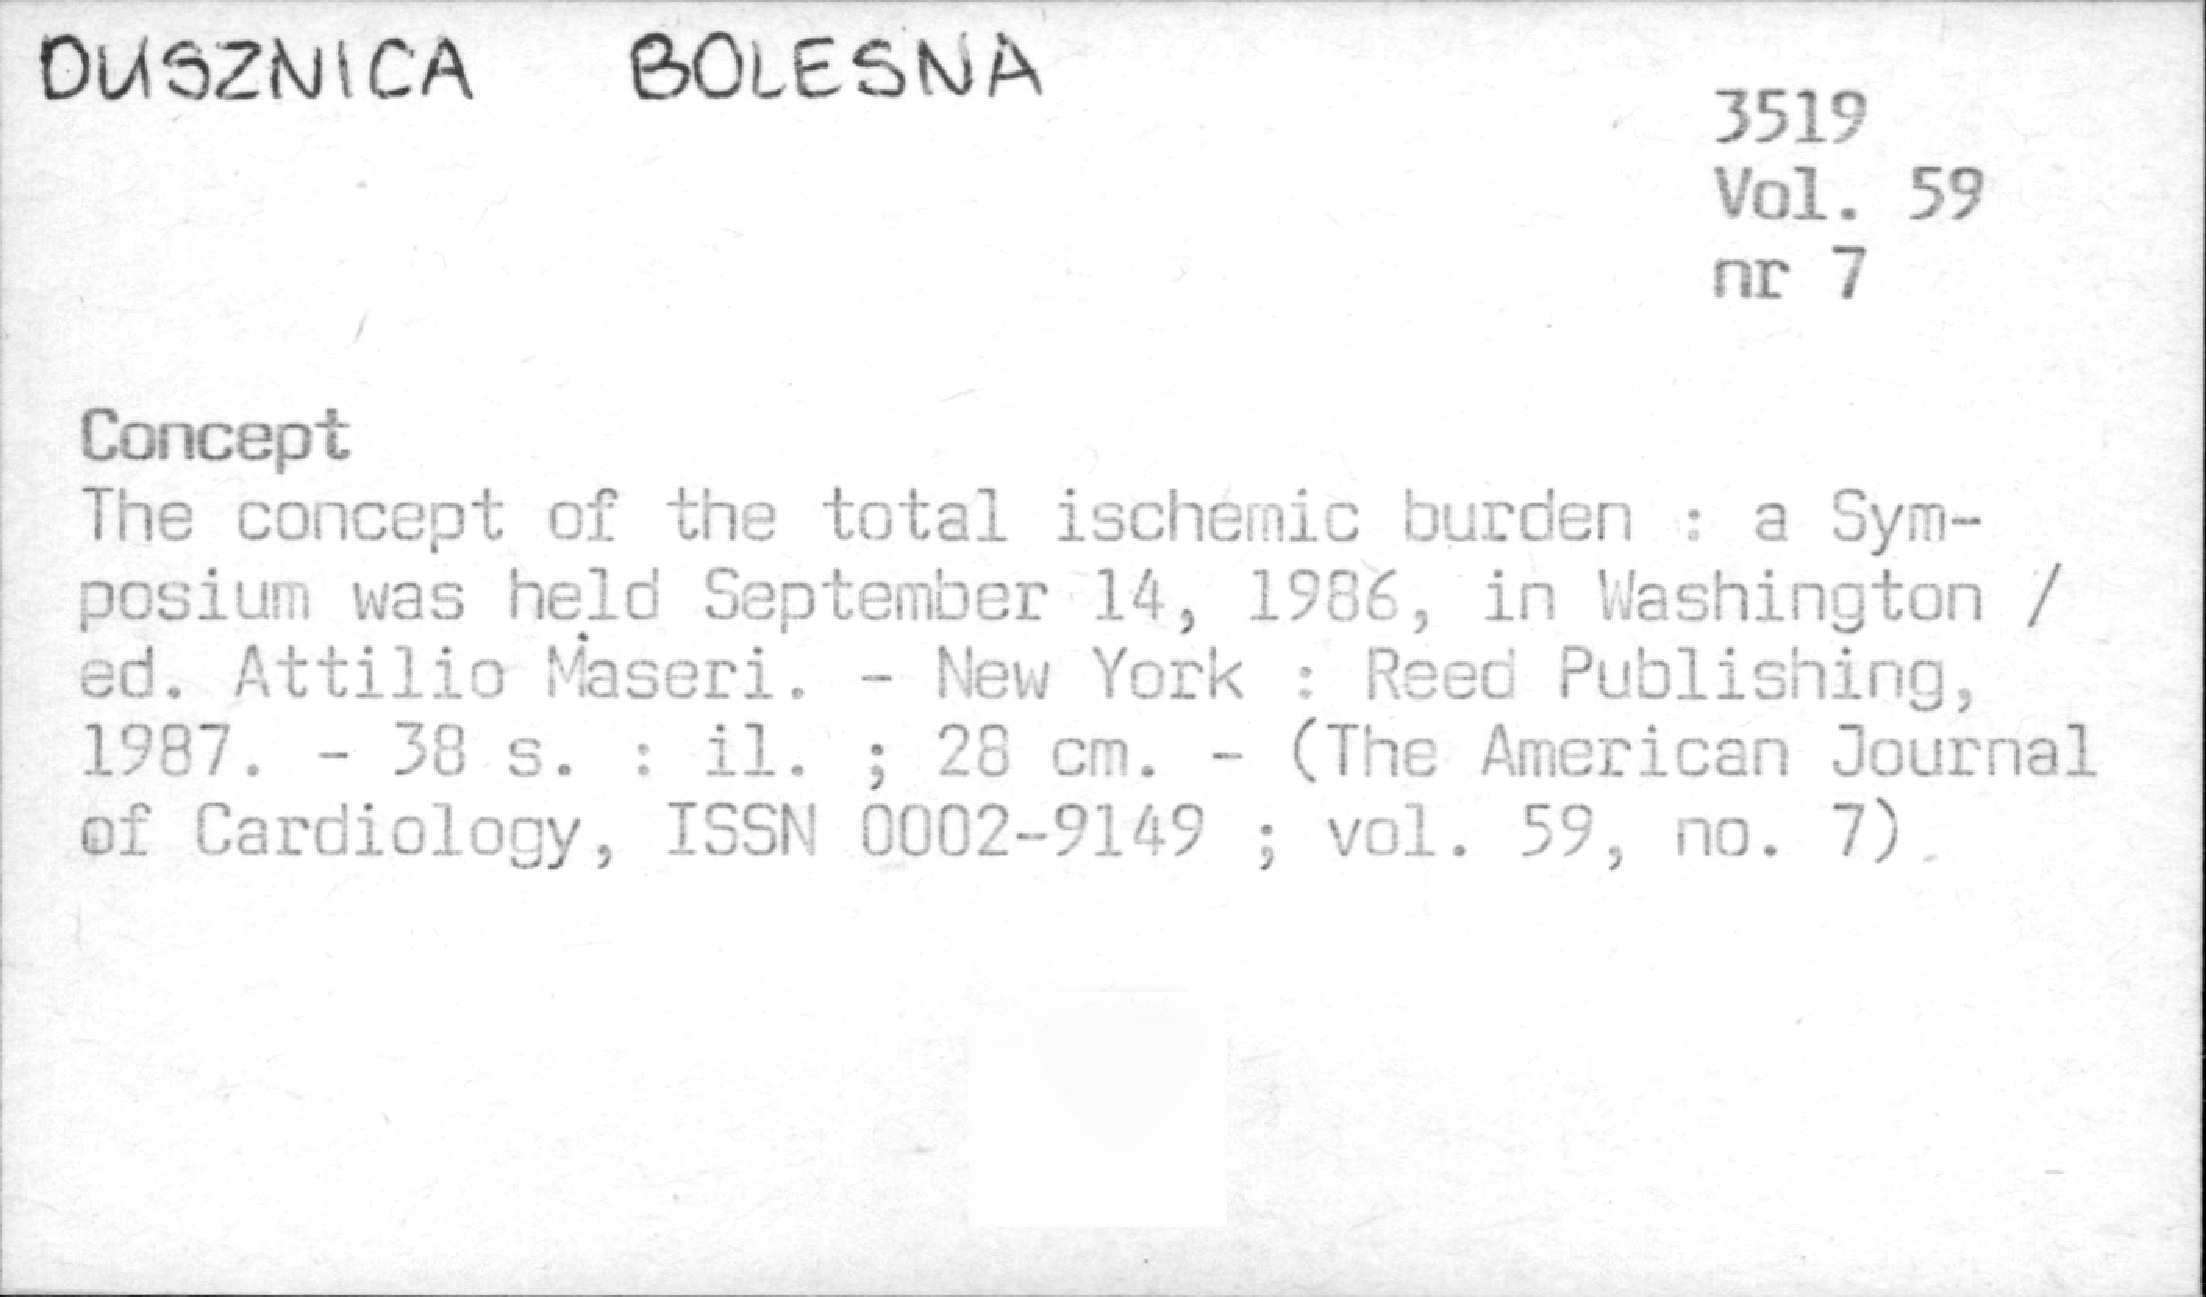 DUSZNICA BOLESNA
3519
Vol. 59
nr 7
Concept
The concept of the total ischemic burden : a Sym-
posium was held September 14, 1986, in Washington /
ed. Attilio Maseri. - New York : Reed Publishing,
1987. - 38 s. : il. ; 28 cm. - (The American Journal
of Cardiology, ISSN 0002-9149 ; vol. 59, no. 7).